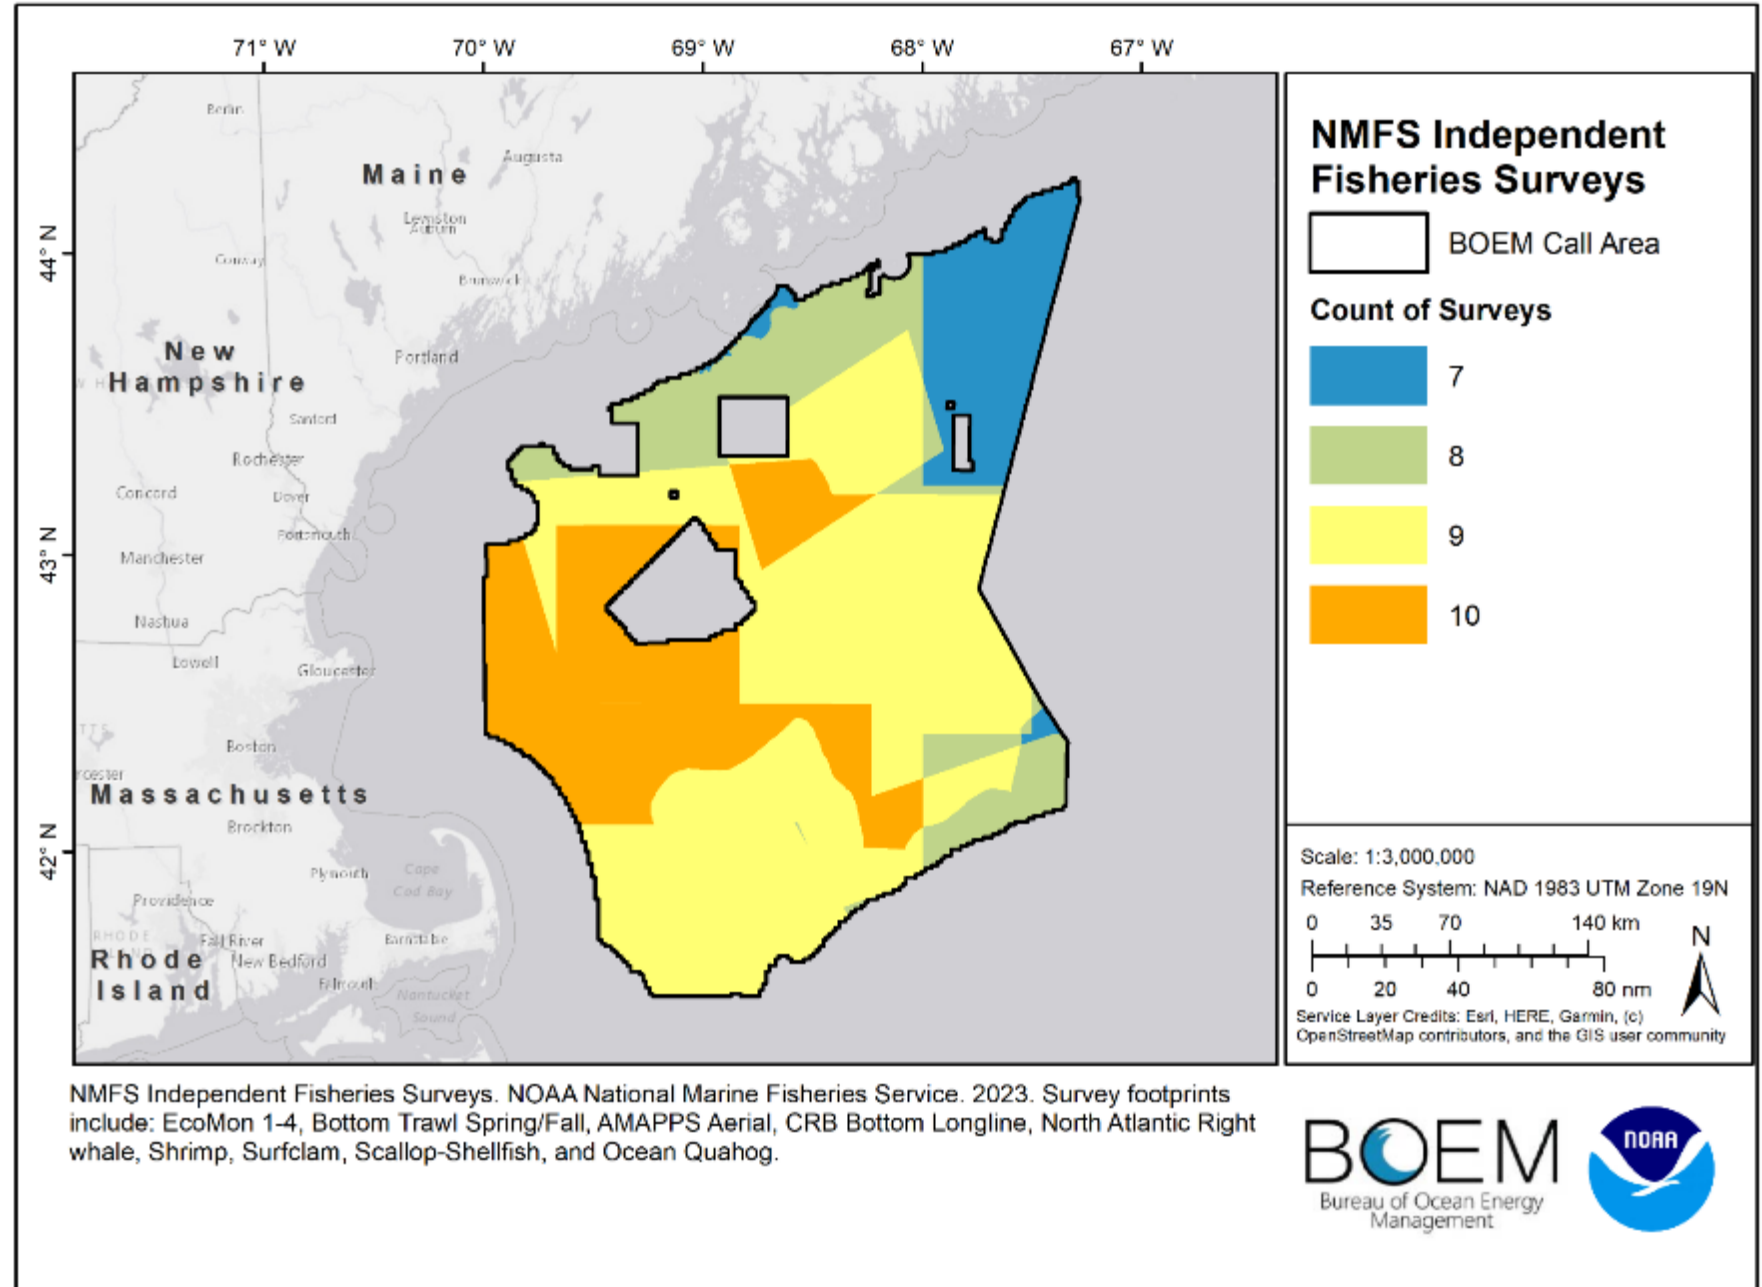 71° W 70° W 69° W 68° W 67° W
44° N
43° N
42° N
Berlin
Augusta
Maine
Lewiston
Auburn
Conway
Brunswick
New
Hampshire
Portland
Sanford
Rochester
Concord
Dover
Portsmouth
Manchester
Nashua
Lowell
Gloucester
Boston
rcester
Massachusetts
Brockton
Plymouth
Cape
Cod Bay
Providence
RHODE
Fall River
Barnstable
Rhode
Island
New Bedford
Falmouth
Nantucket
Sound
NMFS Independent
Fisheries Surveys
BOEM Call Area
Count of Surveys
7
8
9
10
Scale: 1:3,000,000
Reference System: NAD 1983 UTM Zone 19N
0 35 70 140 km
N
0 20 40 80 nm
Service Layer Credits: Esri, HERE, Garmin, (c)
OpenStreetMap contributors, and the GIS user community
NMFS Independent Fisheries Surveys. NOAA National Marine Fisheries Service. 2023. Survey footprints
include: EcoMon 1-4, Bottom Trawl Spring/Fall, AMAPPS Aerial, CRB Bottom Longline, North Atlantic Right
whale, Shrimp, Surfclam, Scallop-Shellfish, and Ocean Quahog.
BOEM
Bureau of Ocean Energy
Management
NOAA